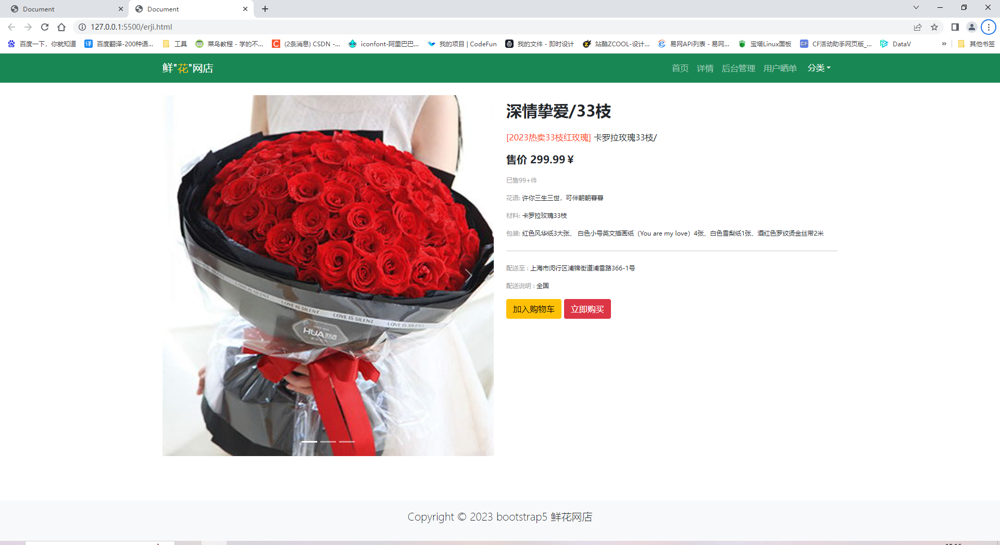 Document
Document
127.0.0.1:5500/erji.html
百度一下，你就知道
百度翻译-200种语...
工具
菜鸟教程 - 学的不...
(2条消息) CSDN -...
iconfont-阿里巴巴...
我的项目 | CodeFun
我的文件 - 即时设计
站酷ZCOOL-设计...
易网API列表 - 易网...
宝塔Linux面板
CF活动助手网页版_...
DataV
»
其他书签
鲜"花"网店
首页 详情 后台管理 用户晒单 分类
深情挚爱/33枝
[2023热卖33枝红玫瑰] 卡罗拉玫瑰33枝/
售价 299.99 ¥
已售99+件
花语: 许你三生三世，可伴朝朝暮暮
材料: 卡罗拉玫瑰33枝
包装: 红色风华纸3大张、 白色小号英文插画纸（You are my love）4张、白色雪梨纸1张、酒红色罗纹烫金丝带2米
配送至 : 上海市闵行区浦锦街道浦雪路366-1号
配送说明 : 全国
加入购物车 立即购买
LOVE IS SILENT
LOVE IS SILENT
LOVE IS SILENT
LOVE IS SILENT
HUA
Copyright © 2023 bootstrap5 鲜花网店